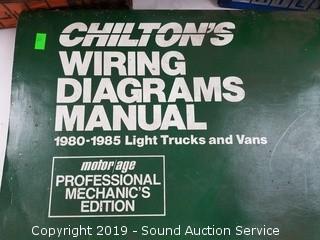 CHILTON'S
WIRING
DIAGRAMS
MANUAL
1980-1985 Light Trucks and Vans
motor/age
PROFESSIONAL
MECHANIC'S
EDITION
Copyright 2019 - Sound Auction Service